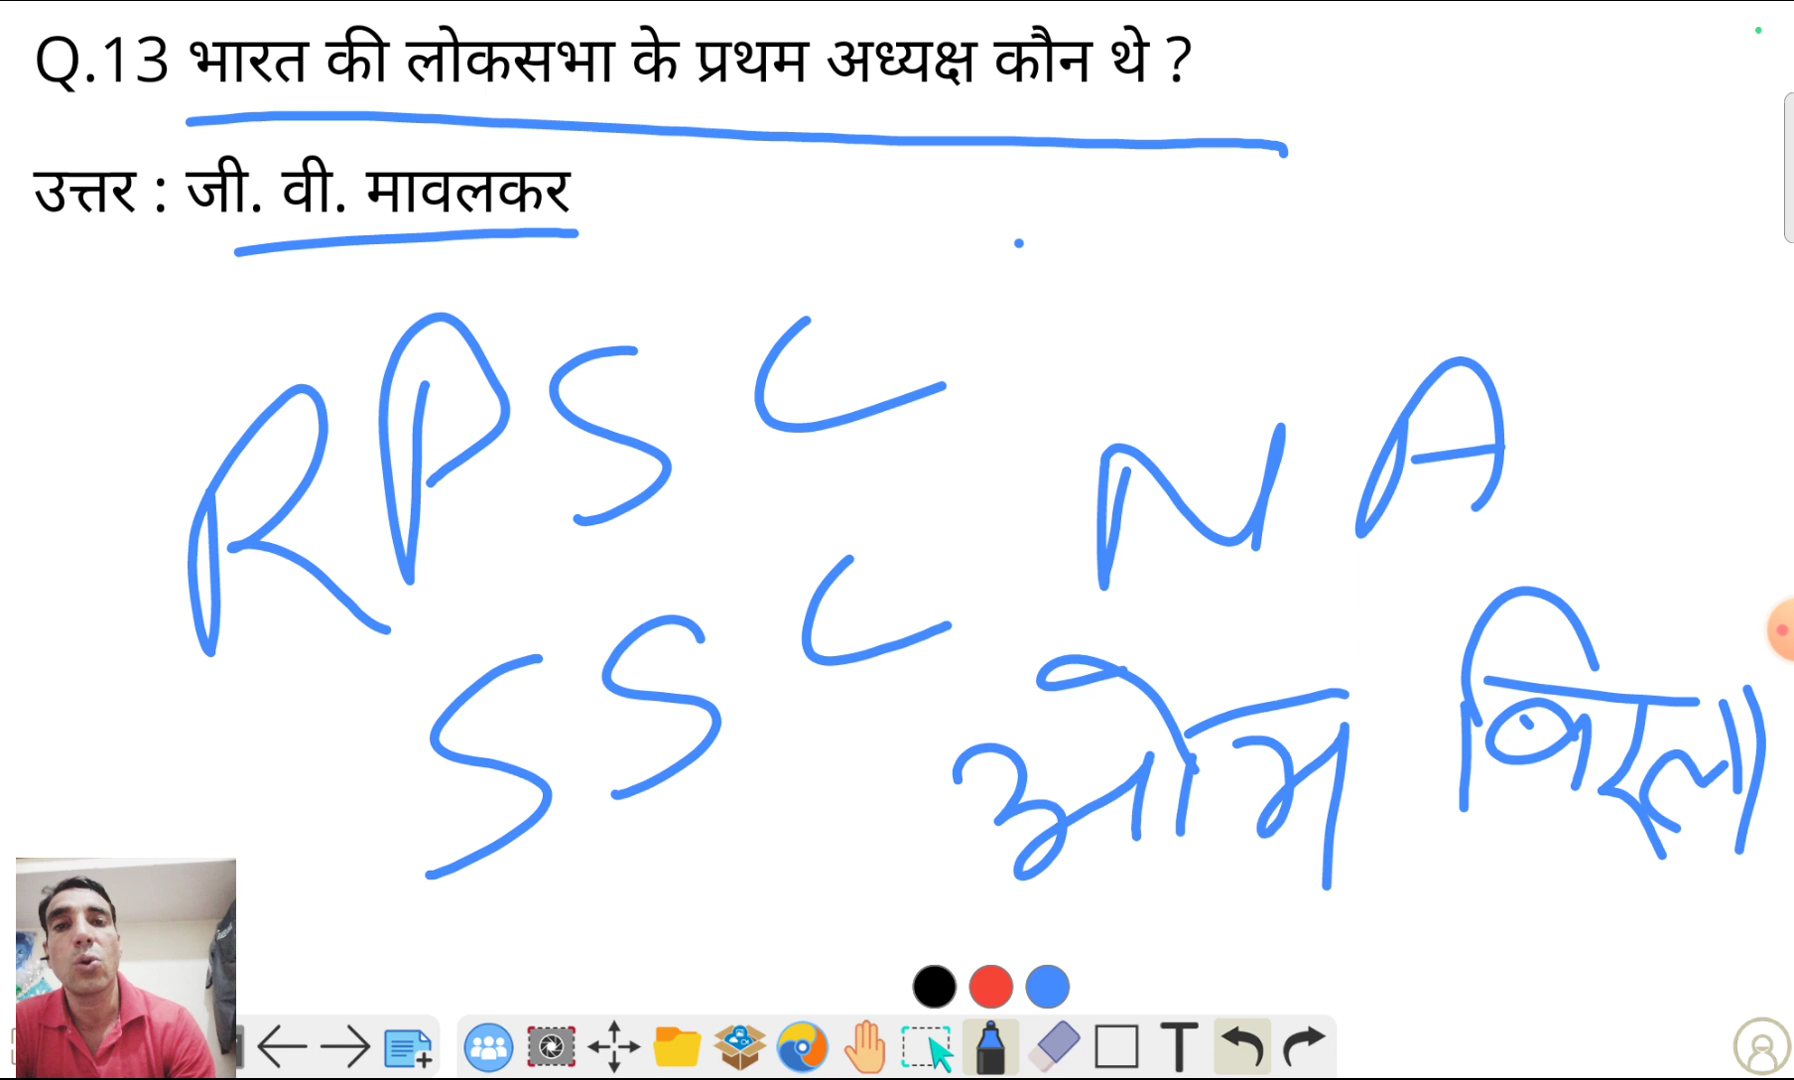 Q.13 भारत की लोकसभा के प्रथम अध्यक्ष कौन थे ?
उत्तर : जी. वी. मावलकर
RPSC NA
SSC ओम बिरला